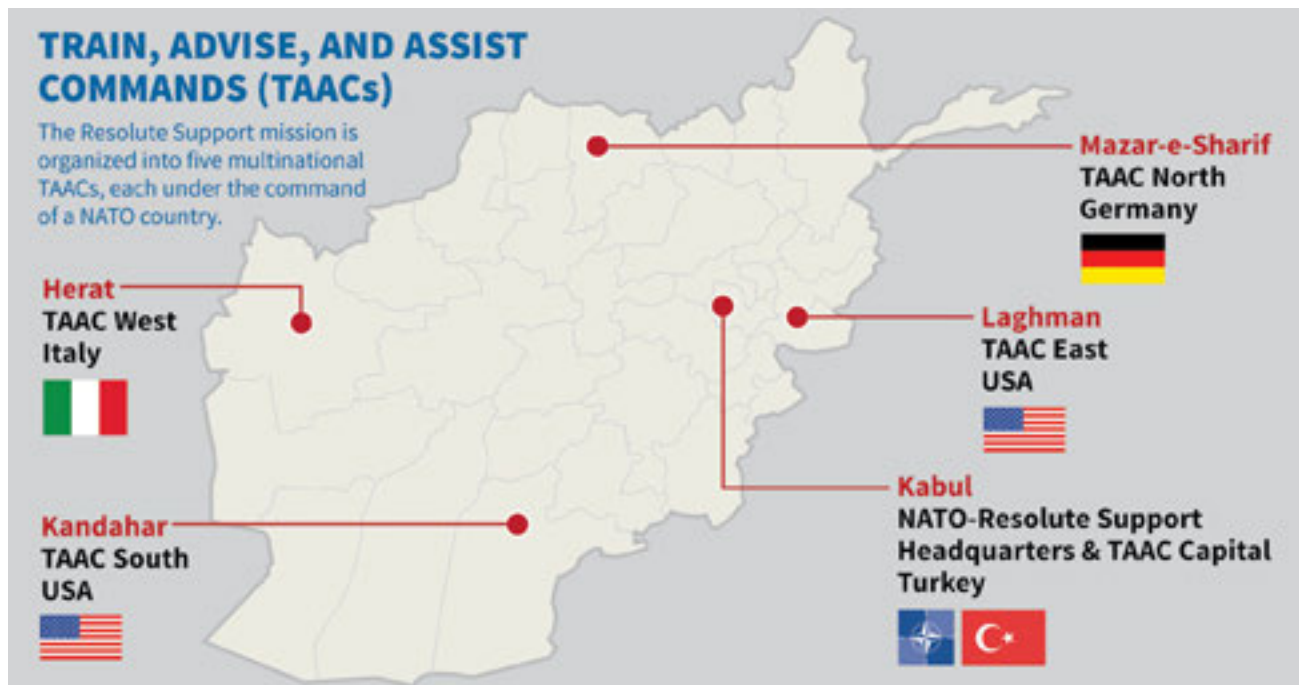 TRAIN, ADVISE, AND ASSIST
COMMANDS (TAACs)
The Resolute Support mission is
organized into five multinational
TAACs, each under the command
of a NATO country.
Mazar-e-Sharif
TAAC North
Germany
Herat
TAAC West
Italy
Laghman
TAAC East
USA
Kabul
NATO-Resolute Support
Headquarters & TAAC Capital
Turkey
Kandahar
TAAC South
USA